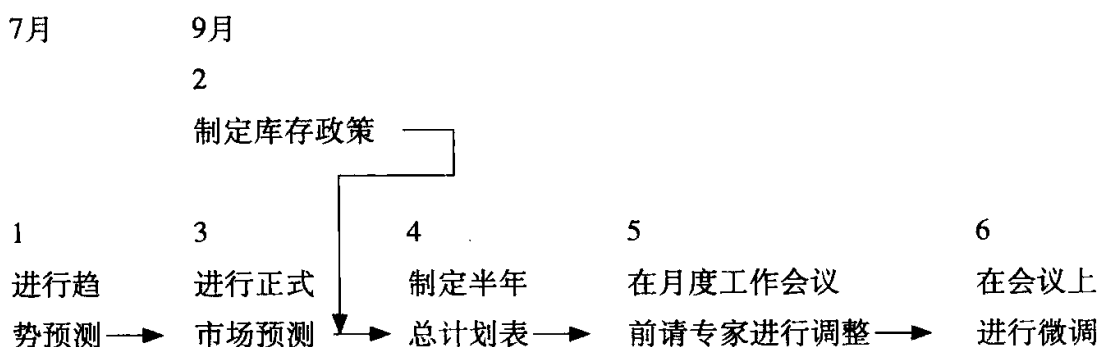 7月 9月
2
制定库存政策
1 3 4 5 6
进行趋 进行正式 制定半年 在月度工作会议 在会议上
势预测 市场预测 总计划表 前请专家进行调整 进行微调